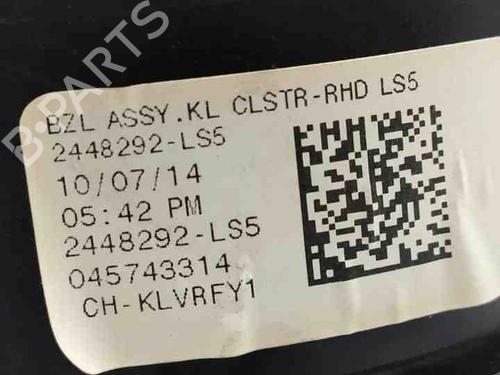 BZL ASSY.KL CLSTR-RHD LS5
2448292-LS5
10/07/14
05:42 PM
2448292-LS5
045743314
CH-KLVRFY1
B-PARTS